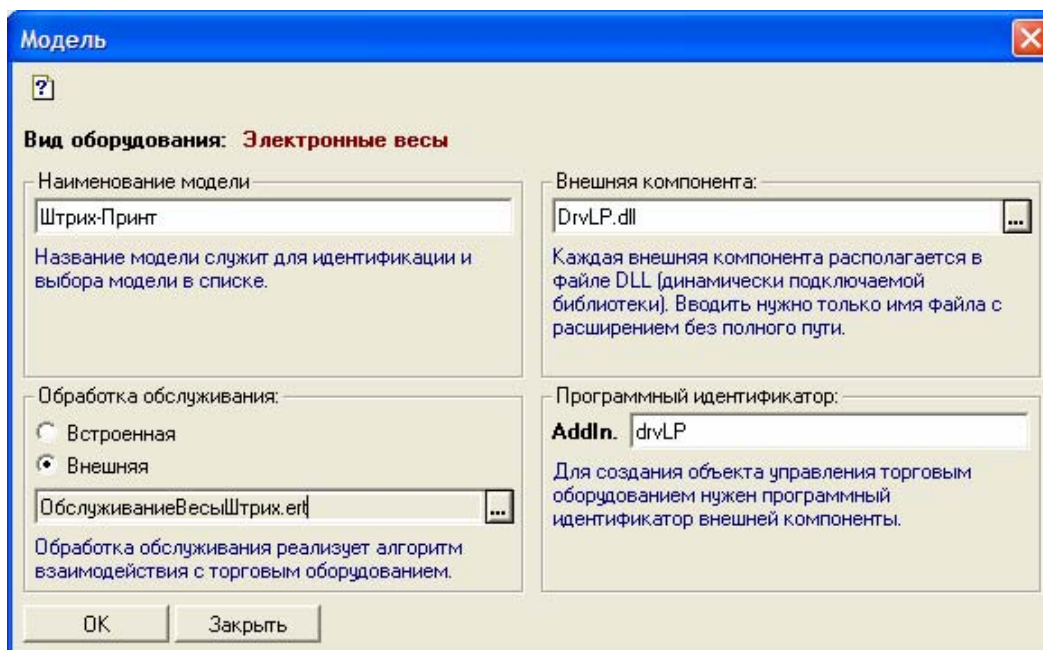 Модель
Вид оборудования: Электронные весы
Наименование модели
Штрих-Принт
Название модели служит для идентификации и
выбора модели в списке.
Внешняя компонента:
DrvLP.dll
...
Каждая внешняя компонента располагается в
файле DLL (динамически подключаемой
библиотеки). Вводить нужно только имя файла с
расширением без полного пути.
Обработка обслуживания:
Встроенная
Внешняя
ОбслуживаниеВесыШтрих.ert
...
Обработка обслуживания реализует алгоритм
взаимодействия с торговым оборудованием.
Программный идентификатор:
AddIn. drvLP
Для создания объекта управления торговым
оборудованием нужен программный
идентификатор внешней компоненты.
OK
Закрыть